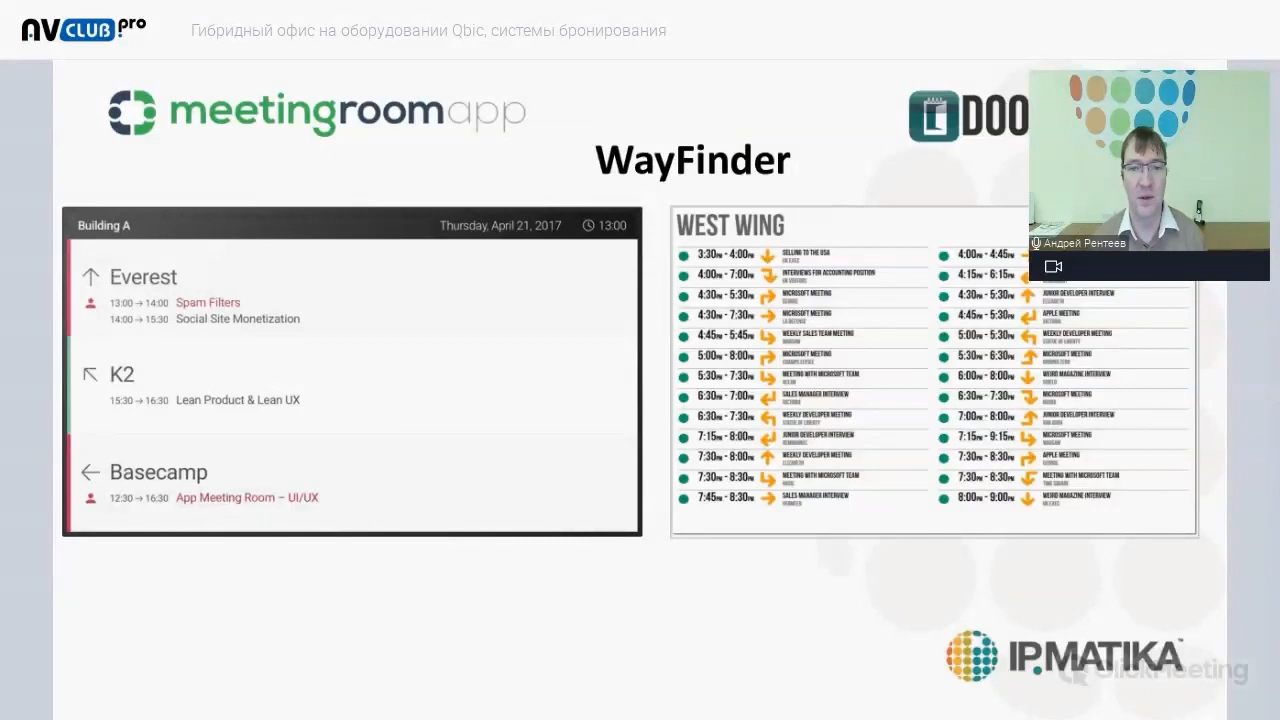 AVCLUB.pro
Гибридный офис на оборудовании Qbic, системы бронирования
meetingroomapp
DOO
WayFinder
Андрей Рентеев
Building A
Thursday, April 21, 2017
13:00
Everest
13:00 → 14:00 Spam Filters
14:00 → 15:30 Social Site Monetization
K2
15:30 → 16:30 Lean Product & Lean UX
Basecamp
12:30 → 16:30 App Meeting Room – UI/UX
WEST WING
3:30PM - 4:00PM SELLING TO THE USA
4:00PM - 7:00PM INTERVIEWS FOR ACCOUNTING POSITION
4:30PM - 5:30PM MICROSOFT MEETING
4:30PM - 7:30PM MICROSOFT MEETING
4:45PM - 5:45PM WEEKLY SALES TEAM MEETING
5:00PM - 8:00PM MICROSOFT MEETING
5:30PM - 7:30PM MEETING WITH MICROSOFT TEAM
6:30PM - 7:00PM SALES MANAGER INTERVIEW
6:30PM - 7:30PM WEEKLY DEVELOPER MEETING
STATUE OF LIBERTY
7:15PM - 8:00PM JUNIOR DEVELOPER INTERVIEW
7:30PM - 8:00PM WEEKLY DEVELOPER MEETING
7:30PM - 8:30PM MEETING WITH MICROSOFT TEAM
7:45PM - 8:30PM SALES MANAGER INTERVIEW
4:00PM - 4:45PM
4:15PM - 6:15PM
4:30PM - 5:30PM JUNIOR DEVELOPER INTERVIEW
4:45PM - 5:30PM APPLE MEETING
5:00PM - 5:30PM WEEKLY DEVELOPER MEETING
STATUE OF LIBERTY
5:30PM - 6:30PM MICROSOFT MEETING
6:00PM - 8:00PM WEIRD MAGAZINE INTERVIEW
6:30PM - 7:30PM MICROSOFT MEETING
7:00PM - 8:00PM JUNIOR DEVELOPER INTERVIEW
7:15PM - 9:15PM MICROSOFT MEETING
7:30PM - 8:30PM APPLE MEETING
7:30PM - 8:30PM MEETING WITH MICROSOFT TEAM
TIME SQUARE
8:00PM - 9:00PM WEIRD MAGAZINE INTERVIEW
IP.MATIKA™
ClickMeeting